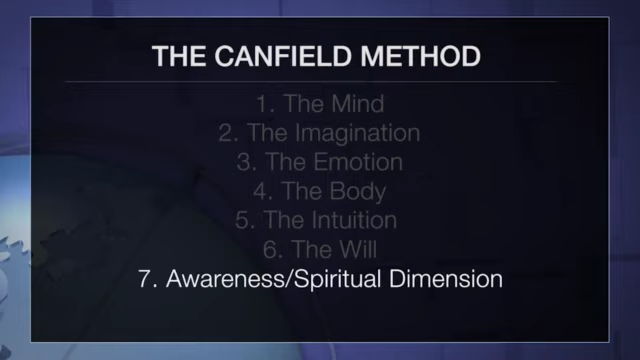 THE CANFIELD METHOD
1. The Mind
2. The Imagination
3. The Emotion
4. The Body
5. The Intuition
6. The Will
7. Awareness/Spiritual Dimension